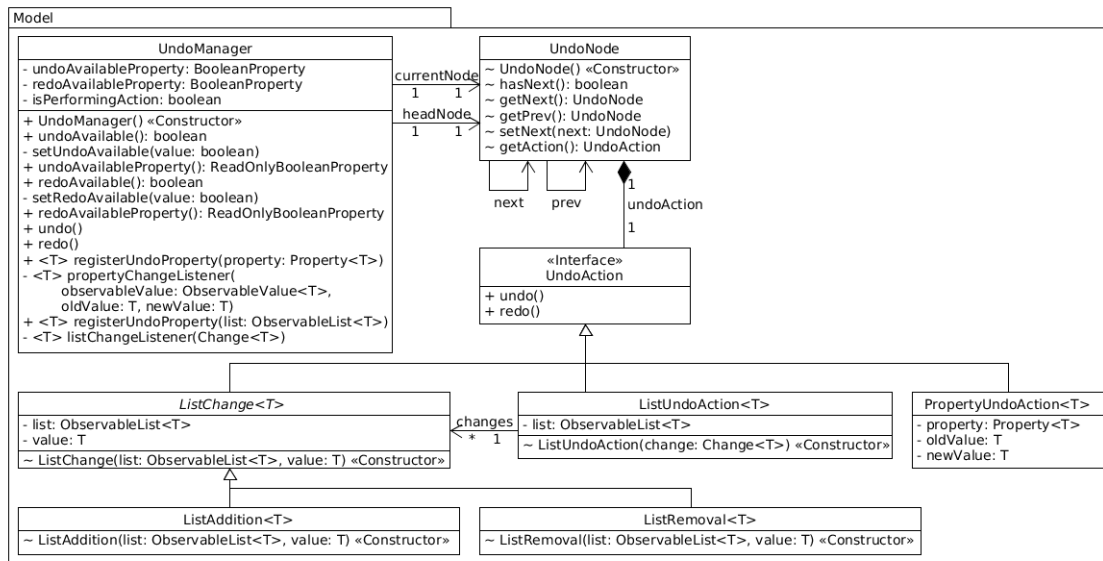 Model
UndoManager
- undoAvailableProperty: BooleanProperty
- redoAvailableProperty: BooleanProperty
- isPerformingAction: boolean
+ UndoManager() «Constructor»
+ undoAvailable(): boolean
- setUndoAvailable(value: boolean)
+ undoAvailableProperty(): ReadOnlyBooleanProperty
+ redoAvailable(): boolean
- setRedoAvailable(value: boolean)
+ redoAvailableProperty(): ReadOnlyBooleanProperty
+ undo()
+ redo()
+ <T> registerUndoProperty(property: Property<T>)
- <T> propertyChangeListener(
observableValue: ObservableValue<T>,
oldValue: T, newValue: T)
+ <T> registerUndoProperty(list: ObservableList<T>)
- <T> listChangeListener(Change<T>)
currentNode
1 1
headNode
1 1
UndoNode
~ UndoNode() «Constructor»
~ hasNext(): boolean
~ getNext(): UndoNode
~ getPrev(): UndoNode
~ setNext(next: UndoNode)
~ getAction(): UndoAction
next
prev
1
undoAction
1
«Interface»
UndoAction
+ undo()
+ redo()
ListChange<T>
- list: ObservableList<T>
- value: T
~ ListChange(list: ObservableList<T>, value: T) «Constructor»
changes
* 1
ListUndoAction<T>
- list: ObservableList<T>
~ ListUndoAction(change: Change<T>) «Constructor»
PropertyUndoAction<T>
- property: Property<T>
- oldValue: T
- newValue: T
ListAddition<T>
~ ListAddition(list: ObservableList<T>, value: T) «Constructor»
ListRemoval<T>
~ ListRemoval(list: ObservableList<T>, value: T) «Constructor»